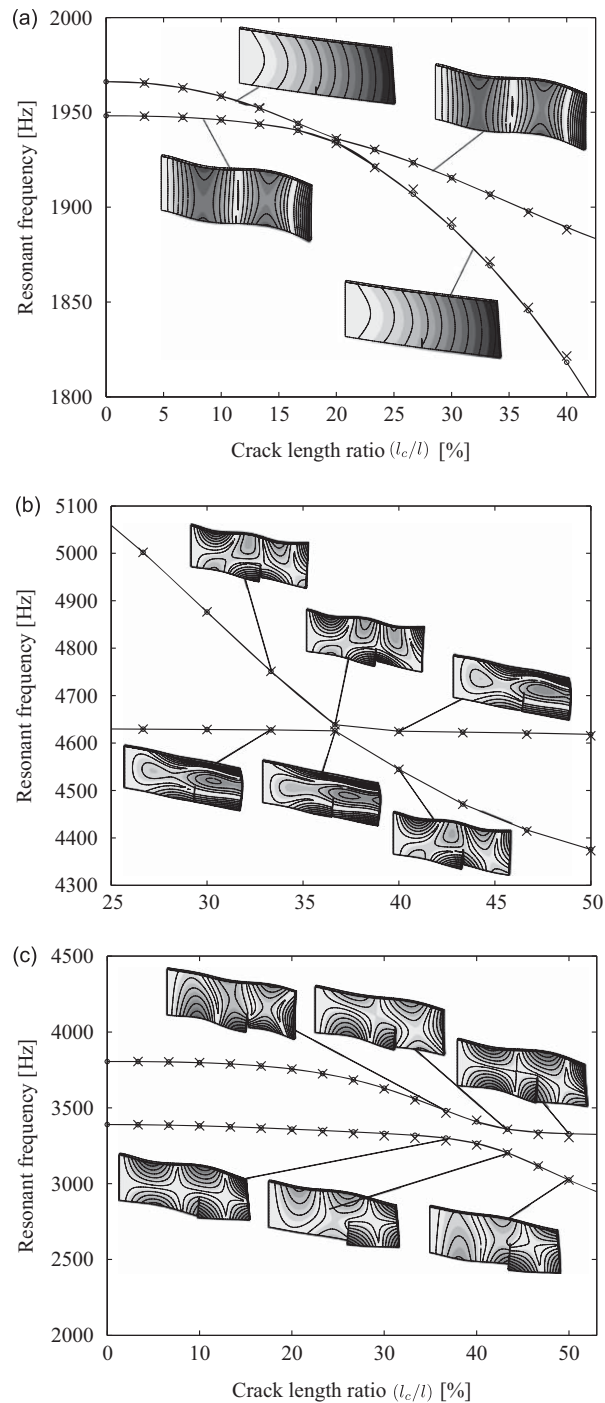 (a)
2000
1950
1900
1850
1800
Resonant frequency [Hz]
0 5 10 15 20 25 30 35 40
Crack length ratio (l_c/l) [%]
(b)
5100
5000
4900
4800
4700
4600
4500
4400
4300
Resonant frequency [Hz]
25 30 35 40 45 50
(c)
4500
4000
3500
3000
2500
2000
Resonant frequency [Hz]
0 10 20 30 40 50
Crack length ratio (l_c/l) [%]